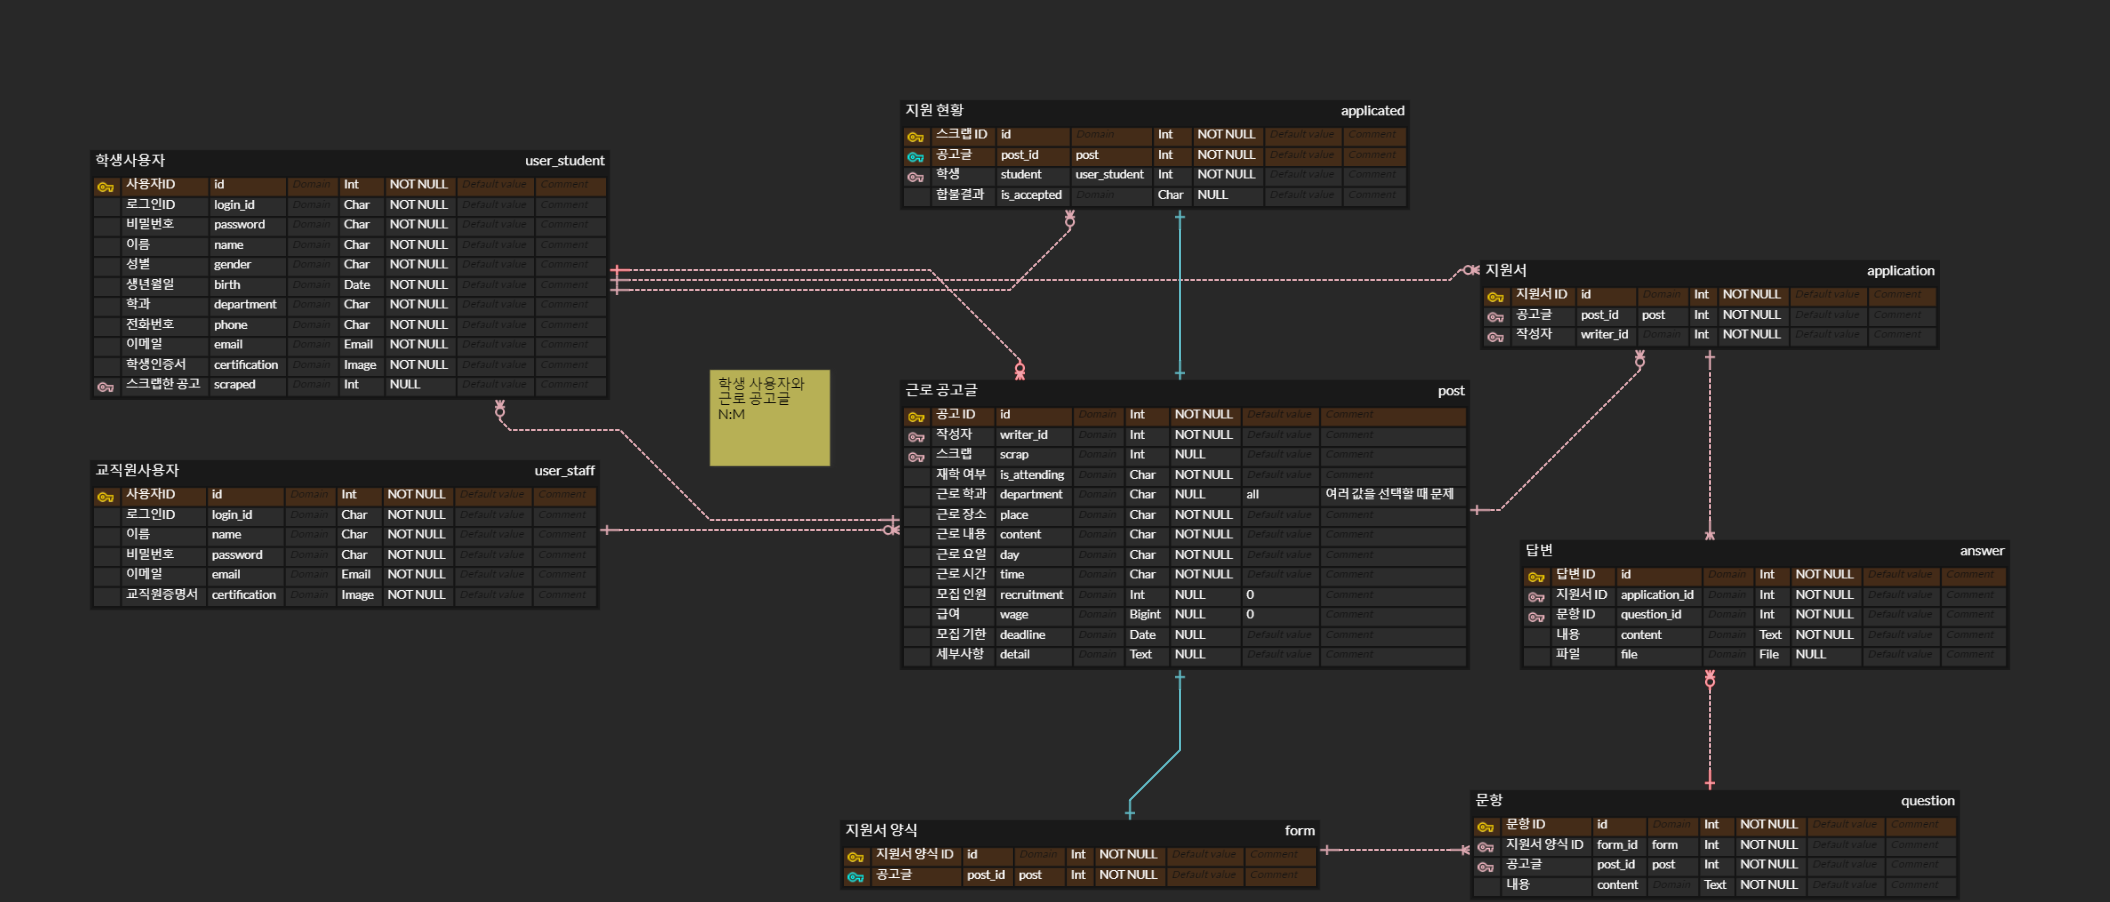 지원 현황 applicated
스크랩 ID id Domain Int NOT NULL Default value Comment
공고글 post_id post Int NOT NULL Default value Comment
학생 student user_student Int NOT NULL Default value Comment
합불결과 is_accepted Domain Char NULL Default value Comment
학생사용자 user_student
사용자ID id Domain Int NOT NULL Default value Comment
로그인ID login_id Domain Char NOT NULL Default value Comment
비밀번호 password Domain Char NOT NULL Default value Comment
이름 name Domain Char NOT NULL Default value Comment
성별 gender Domain Char NOT NULL Default value Comment
생년월일 birth Domain Date NOT NULL Default value Comment
학과 department Domain Char NOT NULL Default value Comment
전화번호 phone Domain Char NOT NULL Default value Comment
이메일 email Domain Email NOT NULL Default value Comment
학생인증서 certification Domain Image NOT NULL Default value Comment
스크랩한 공고 scraped Domain Int NULL Default value Comment
지원서 application
지원서 ID id Domain Int NOT NULL Default value Comment
공고글 post_id post Int NOT NULL Default value Comment
작성자 writer_id Domain Int NOT NULL Default value Comment
학생 사용자와
근로 공고글
N:M
근로 공고글 post
공고 ID id Domain Int NOT NULL Default value Comment
작성자 writer_id Domain Int NOT NULL Default value Comment
스크랩 scrap Domain Int NULL Default value Comment
재학 여부 is_attending Domain Char NOT NULL Default value Comment
근로 학과 department Domain Char NULL all 여러 값을 선택할 때 문제
근로 장소 place Domain Char NOT NULL Default value Comment
근로 내용 content Domain Char NOT NULL Default value Comment
근로 요일 day Domain Char NOT NULL Default value Comment
근로 시간 time Domain Char NOT NULL Default value Comment
모집 인원 recruitment Domain Int NULL 0 Comment
급여 wage Domain Bigint NULL 0 Comment
모집 기한 deadline Domain Date NULL Default value Comment
세부사항 detail Domain Text NULL Default value Comment
교직원사용자 user_staff
사용자ID id Domain Int NOT NULL Default value Comment
로그인ID login_id Domain Char NOT NULL Default value Comment
이름 name Domain Char NOT NULL Default value Comment
비밀번호 password Domain Char NOT NULL Default value Comment
이메일 email Domain Email NOT NULL Default value Comment
교직원증명서 certification Domain Image NOT NULL Default value Comment
답변 answer
답변 ID id Domain Int NOT NULL Default value Comment
지원서 ID application_id Domain Int NOT NULL Default value Comment
문항 ID question_id Domain Int NOT NULL Default value Comment
내용 content Domain Text NOT NULL Default value Comment
파일 file Domain File NULL Default value Comment
지원서 양식 form
지원서 양식 ID id Domain Int NOT NULL Default value Comment
공고글 post_id post Int NOT NULL Default value Comment
문항 question
문항 ID id Domain Int NOT NULL Default value Comment
지원서 양식 ID form_id form Int NOT NULL Default value Comment
공고글 post_id post Int NOT NULL Default value Comment
내용 content Domain Text NOT NULL Default value Comment